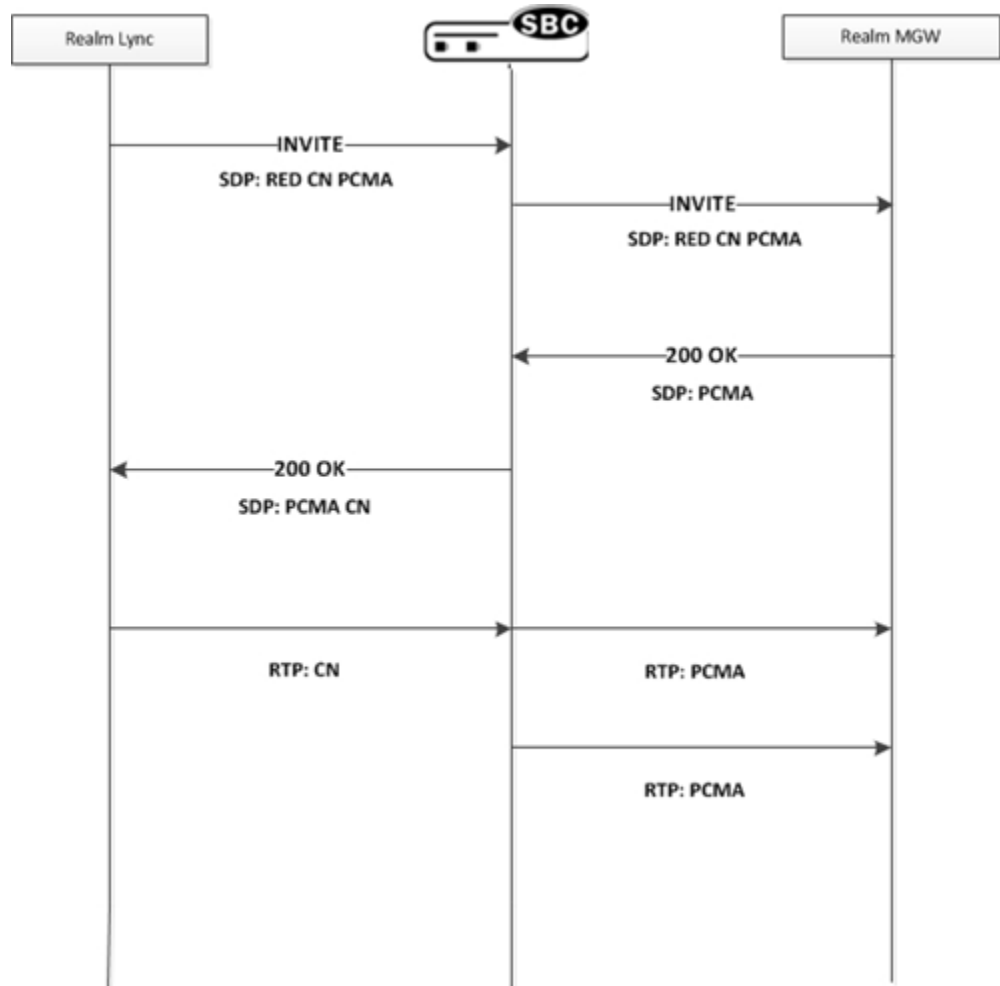 Realm Lync
SBC
Realm MGW
INVITE
SDP: RED CN PCMA
INVITE
SDP: RED CN PCMA
200 OK
SDP: PCMA
200 OK
SDP: PCMA CN
RTP: CN
RTP: PCMA
RTP: PCMA